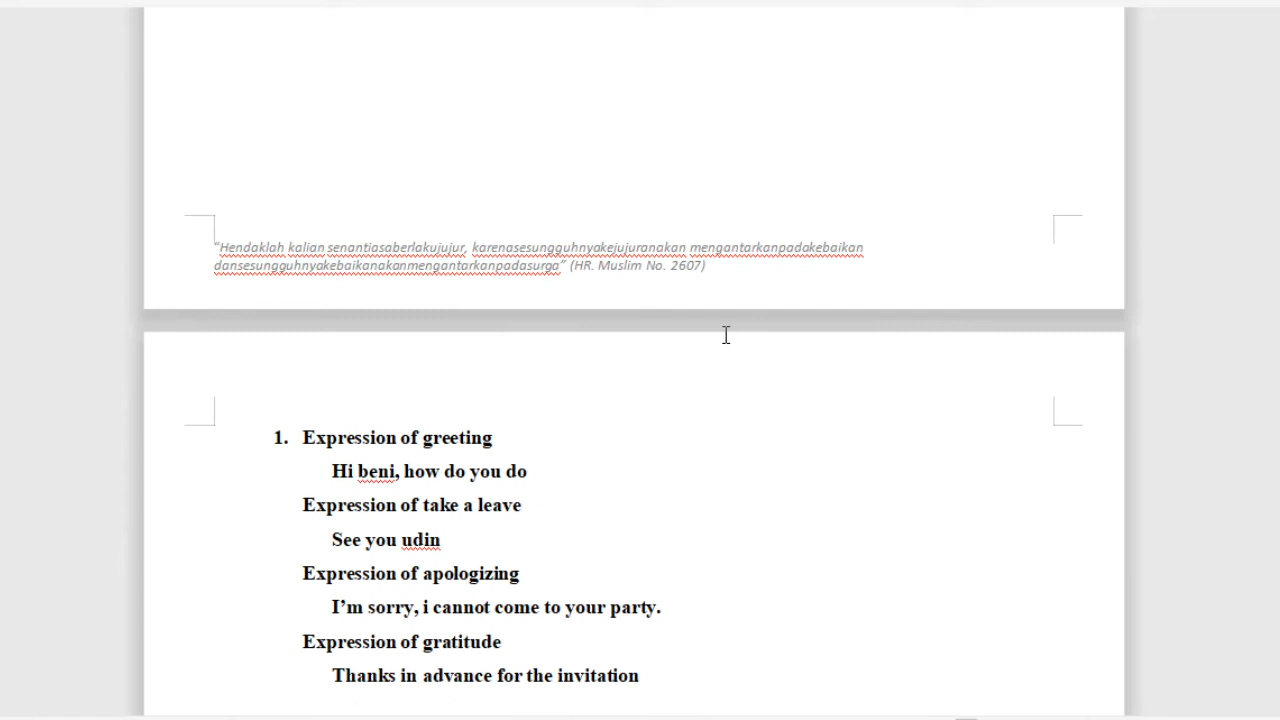 “Hendaklah kalian senantiasaberlakujujur, karenasesungguhnyakejujuranakan mengantarkanpadakebaikan
dansesungguhnyakebaikanakanmengantarkanpadasurga” (HR. Muslim No. 2607)
1. Expression of greeting
Hi beni, how do you do
Expression of take a leave
See you udin
Expression of apologizing
I’m sorry, i cannot come to your party.
Expression of gratitude
Thanks in advance for the invitation